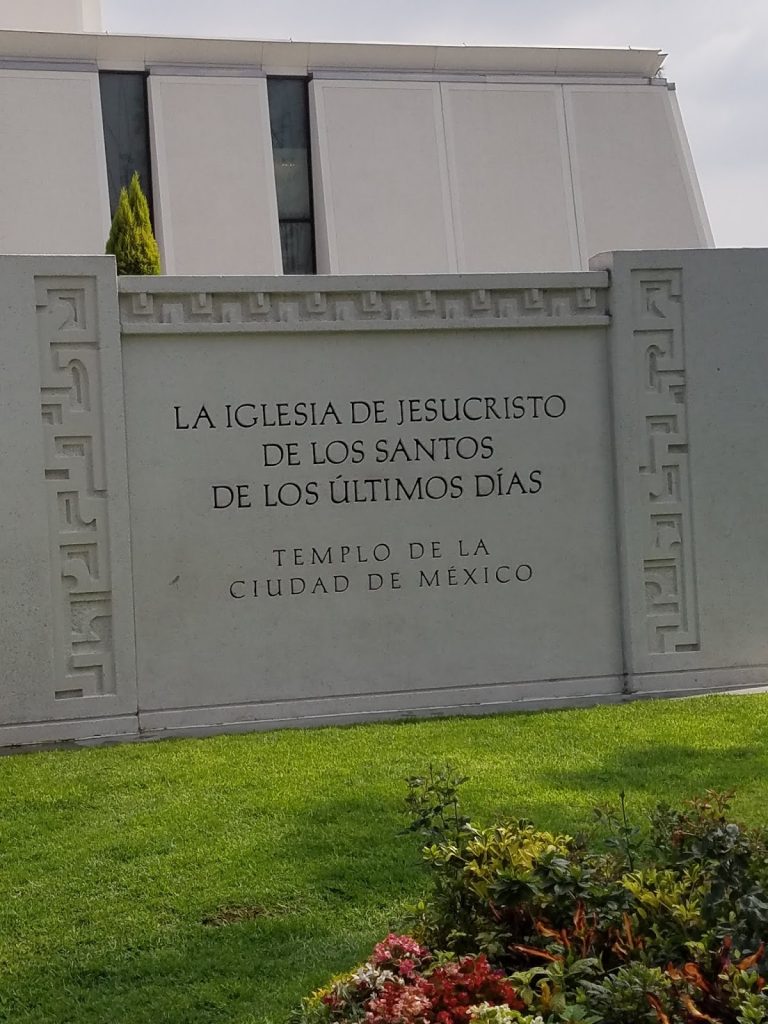 LA IGLESIA DE JESUCRISTO
DE LOS SANTOS
DE LOS ÚLTIMOS DÍAS
TEMPLO DE LA
CIUDAD DE MÉXICO